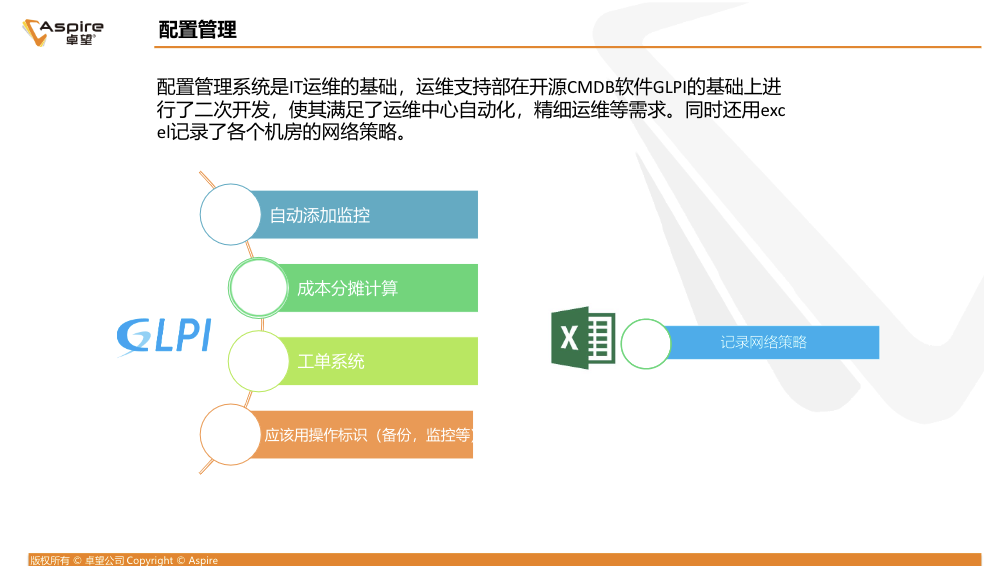 Aspire
卓望
配置管理
配置管理系统是IT运维的基础，运维支持部在开源CMDB软件GLPI的基础上进
行了二次开发，使其满足了运维中心自动化，精细运维等需求。同时还用exc
el记录了各个机房的网络策略。
自动添加监控
成本分摊计算
GLPI
工单系统
应该用操作标识（备份，监控等）
X
记录网络策略
版权所有 © 卓望公司 Copyright © Aspire